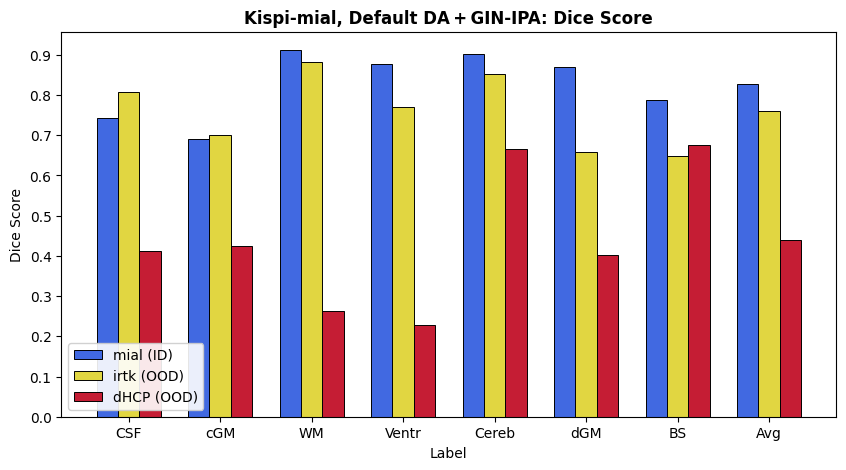 Kispi-mial, Default DA + GIN-IPA: Dice Score
Dice Score
0.9
0.8
0.7
0.6
0.5
0.4
0.3
0.2
0.1
0.0
mial (ID)
irtk (OOD)
dHCP (OOD)
CSF cGM WM Ventr Cereb dGM BS Avg
Label